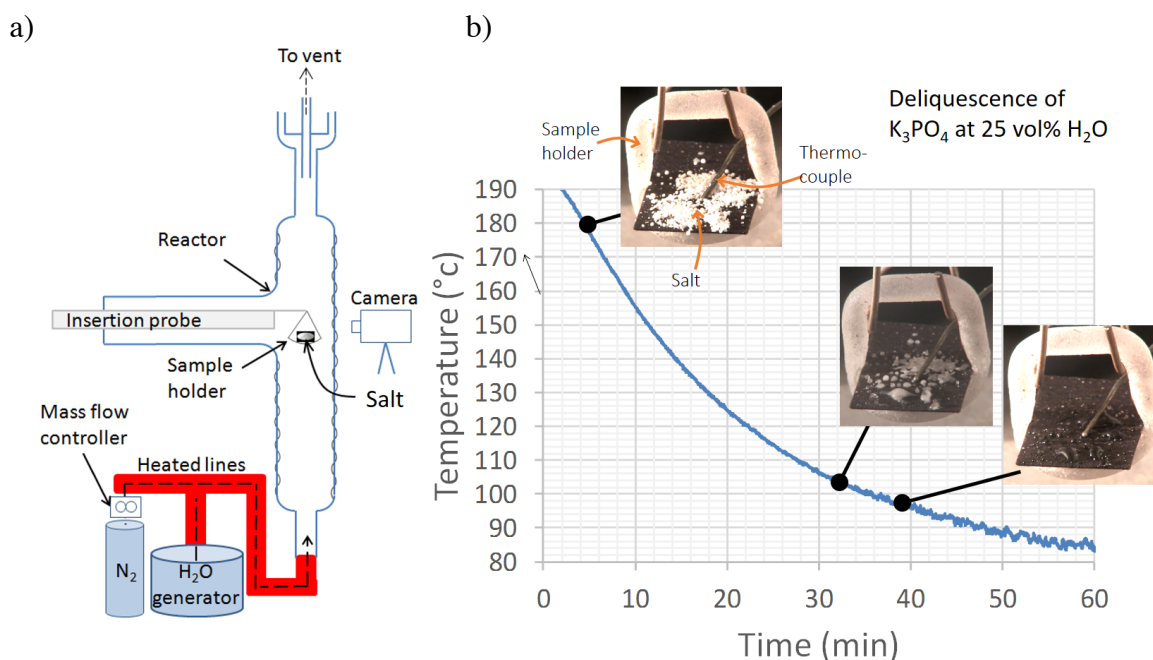 a)
To vent
Reactor
Insertion probe
Camera
Sample
holder
Salt
Mass flow
controller
Heated lines
N2
H2O
generator
b)
Deliquescence of
K3PO4 at 25 vol% H2O
Sample
holder
Thermo-
couple
Salt
Temperature (°c)
190
180
170
160
150
140
130
120
110
100
90
80
0
10
20
30
40
50
60
Time (min)